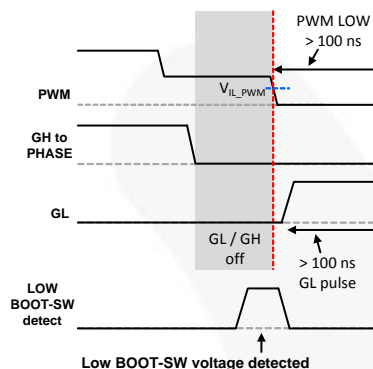 PWM LOW
> 100 ns
V_IL_PWM
PWM
GH to
PHASE
GL
GL / GH
off
> 100 ns
GL pulse
LOW
BOOT-SW
detect
Low BOOT-SW voltage detected